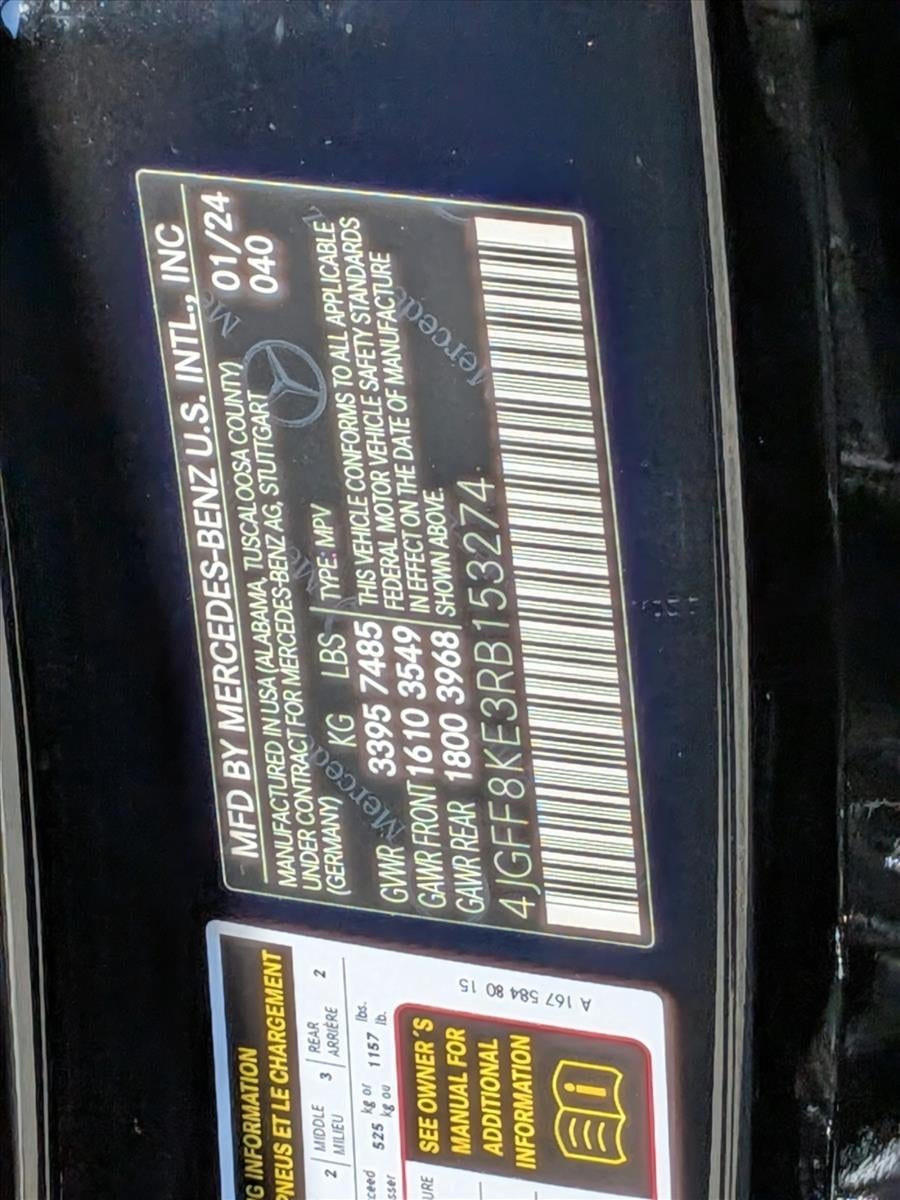 MFD BY MERCEDES-BENZ U.S. INTL., INC
MANUFACTURED IN USA (ALABAMA, TUSCALOOSA COUNTY) 01/24
UNDER CONTRACT FOR MERCEDES-BENZ AG, STUTTGART 040
(GERMANY) KG LBS TYPE: MPV
GVWR 3395 7485 THIS VEHICLE CONFORMS TO ALL APPLICABLE
FEDERAL MOTOR VEHICLE SAFETY STANDARDS
GAWR FRONT 1610 3549 IN EFFECT ON THE DATE OF MANUFACTURE
GAWR REAR 1800 3968 SHOWN ABOVE.
4JGFF8KE3RB153274
Mercedes
Mercedes
G INFORMATION
PNEUS ET LE CHARGEMENT
2 MIDDLE 3 REAR 2
MILIEU ARRIÈRE
525 kg or 1157 lbs.
kg ou lb.
SEE OWNER'S
MANUAL FOR
ADDITIONAL
INFORMATION
i
A 167 584 80 15